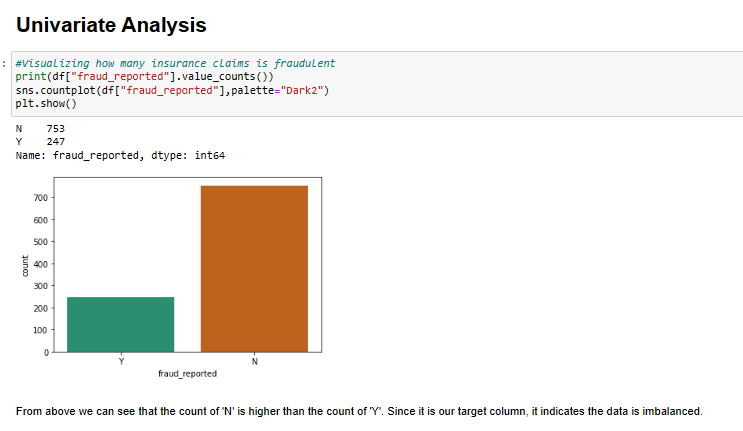 Univariate Analysis
: #Visualizing how many insurance claims is fraudulent
print(df["fraud_reported"].value_counts())
sns.countplot(df["fraud_reported"],palette="Dark2")
plt.show()
N    753
Y    247
Name: fraud_reported, dtype: int64
700
600
500
400
300
200
100
0
count
Y N
fraud_reported
From above we can see that the count of 'N' is higher than the count of 'Y'. Since it is our target column, it indicates the data is imbalanced.